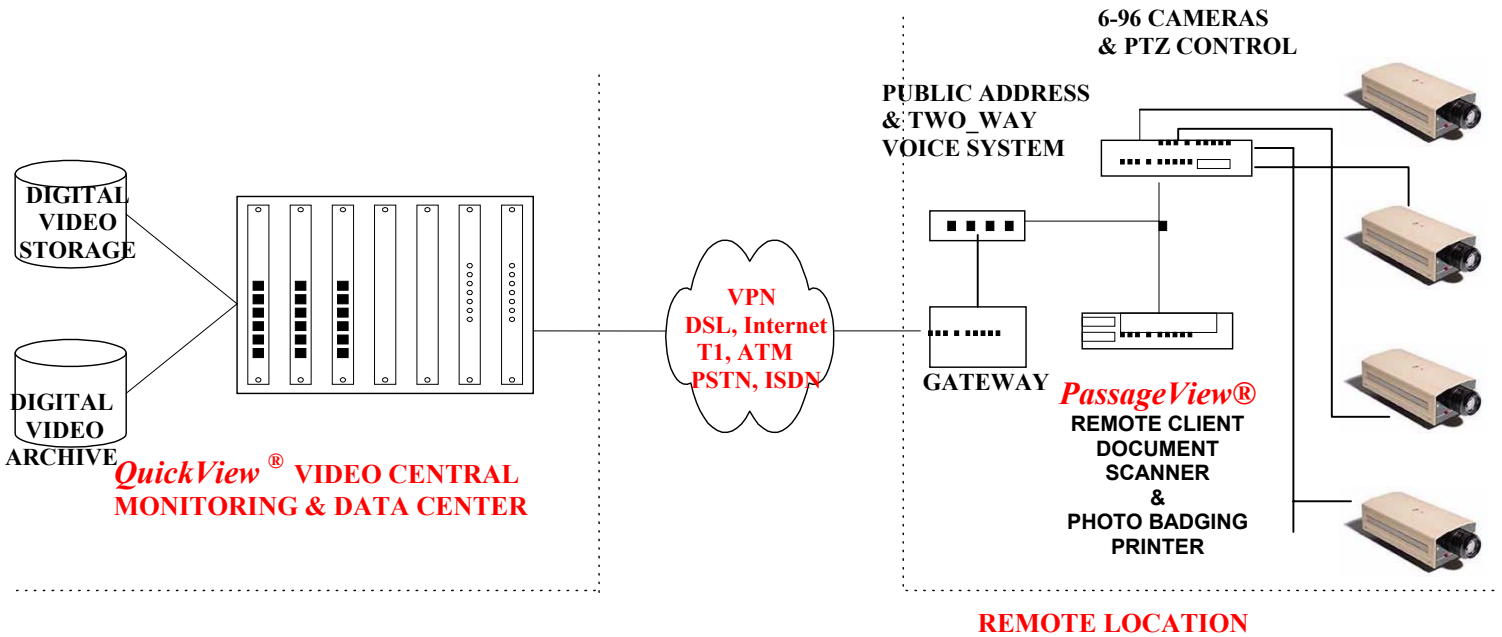 6-96 CAMERAS
& PTZ CONTROL
PUBLIC ADDRESS
& TWO_WAY
VOICE SYSTEM
DIGITAL
VIDEO
STORAGE
DIGITAL
VIDEO
ARCHIVE
QuickView ® VIDEO CENTRAL
MONITORING & DATA CENTER
VPN
DSL, Internet
T1, ATM
PSTN, ISDN
GATEWAY
PassageView®
REMOTE CLIENT
DOCUMENT
SCANNER
&
PHOTO BADGING
PRINTER
REMOTE LOCATION